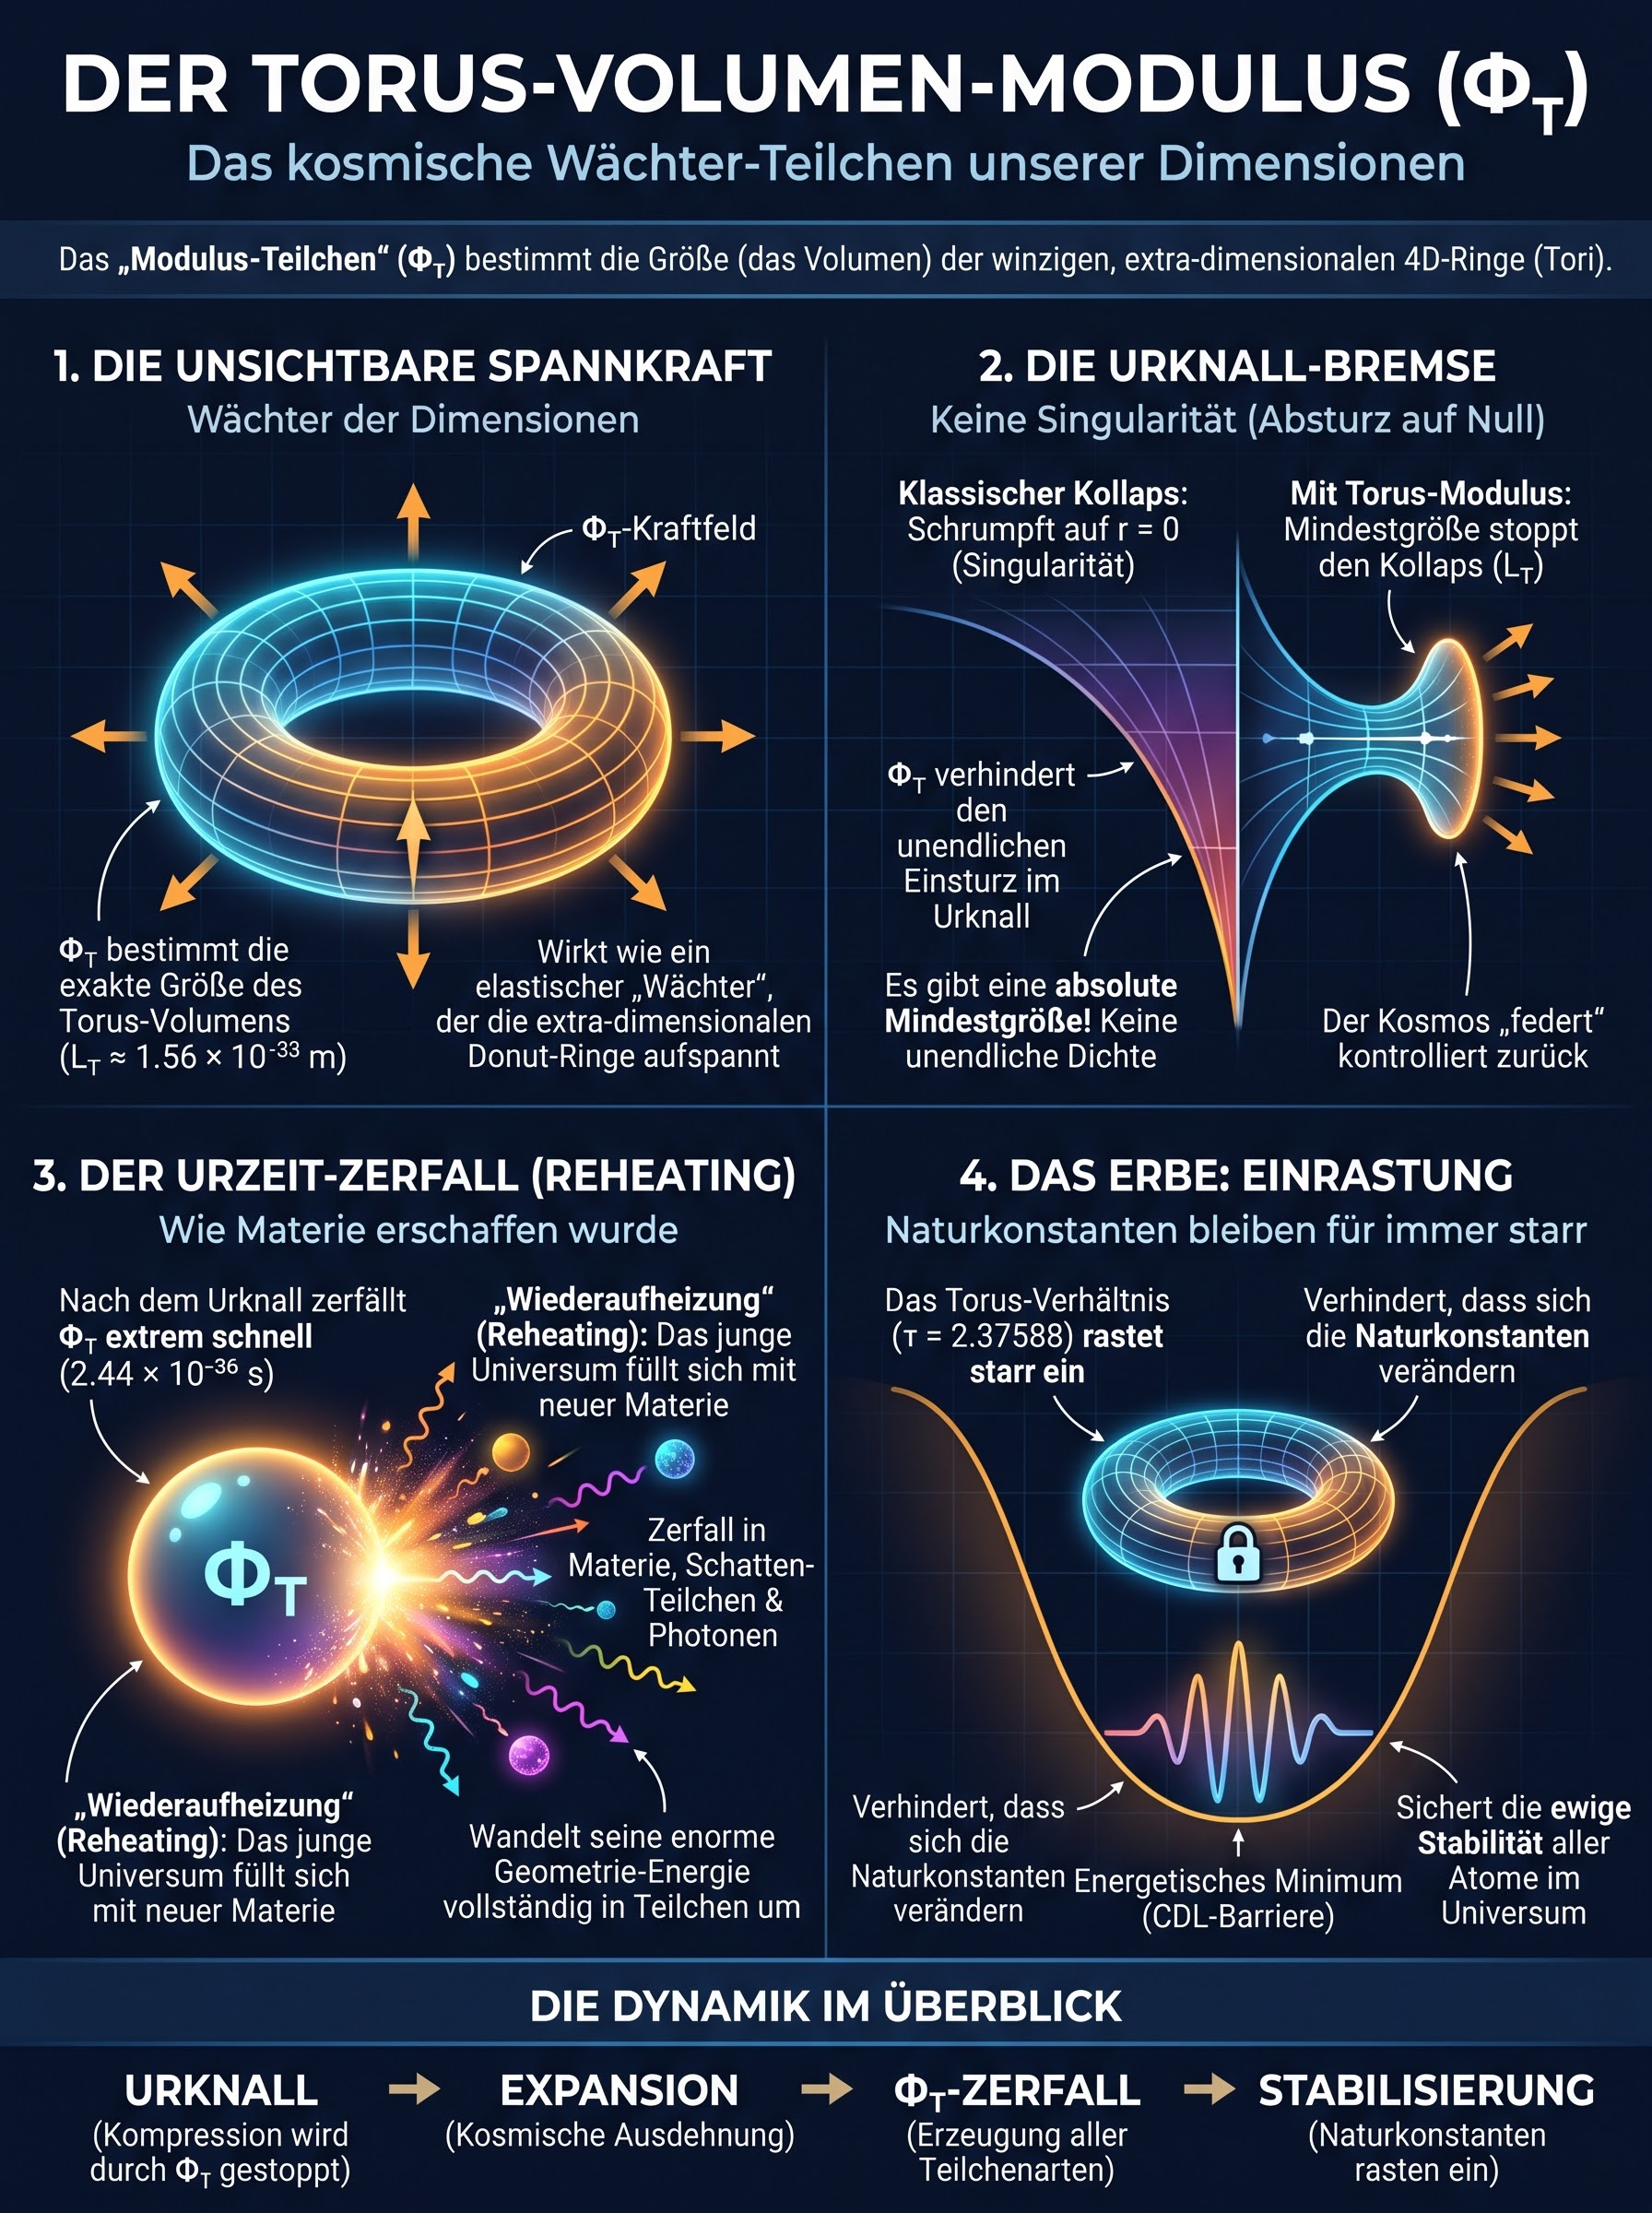 DER TORUS-VOLUMEN-MODULUS (Φ_T)
Das kosmische Wächter-Teilchen unserer Dimensionen
Das „Modulus-Teilchen“ (Φ_T) bestimmt die Größe (das Volumen) der winzigen, extra-dimensionalen 4D-Ringe (Tori).
1. DIE UNSICHTBARE SPANNKRAFT
Wächter der Dimensionen
Φ_T-Kraftfeld
Φ_T bestimmt die
exakte Größe des
Torus-Volumens
(L_T ≈ 1.56 × 10⁻³³ m)
Wirkt wie ein
elastischer „Wächter“,
der die extra-dimensionalen
Donut-Ringe aufspannt
2. DIE URKNALL-BREMSE
Keine Singularität (Absturz auf Null)
Klassischer Kollaps:
Schrumpft auf r = 0
(Singularität)
Mit Torus-Modulus:
Mindestgröße stoppt
den Kollaps (L_T)
Φ_T verhindert
den
unendlichen
Einsturz im
Urknall
Es gibt eine absolute
Mindestgröße! Keine
unendliche Dichte
Der Kosmos „federt“
kontrolliert zurück
3. DER URZEIT-ZERFALL (REHEATING)
Wie Materie erschaffen wurde
Nach dem Urknall zerfällt
Φ_T extrem schnell
(2.44 × 10⁻³⁶ s)
„Wiederaufheizung“
(Reheating): Das junge
Universum füllt sich mit
neuer Materie
Φ_T
Zerfall in
Materie, Schatten-
Teilchen &
Photonen
„Wiederaufheizung“
(Reheating): Das junge
Universum füllt sich
mit neuer Materie
Wandelt seine enorme
Geometrie-Energie
vollständig in Teilchen um
4. DAS ERBE: EINRASTUNG
Naturkonstanten bleiben für immer starr
Das Torus-Verhältnis
(τ = 2.37588) rastet
starr ein
Verhindert, dass sich
die Naturkonstanten
verändern
Verhindert, dass
sich die
Naturkonstanten
verändern
Energetisches Minimum
(CDL-Barriere)
Sichert die ewige
Stabilität aller
Atome im
Universum
DIE DYNAMIK IM ÜBERBLICK
URKNALL
(Kompression wird
durch Φ_T gestoppt)
EXPANSION
(Kosmische Ausdehnung)
Φ_T-ZERFALL
(Erzeugung aller
Teilchenarten)
STABILISIERUNG
(Naturkonstanten
rasten ein)